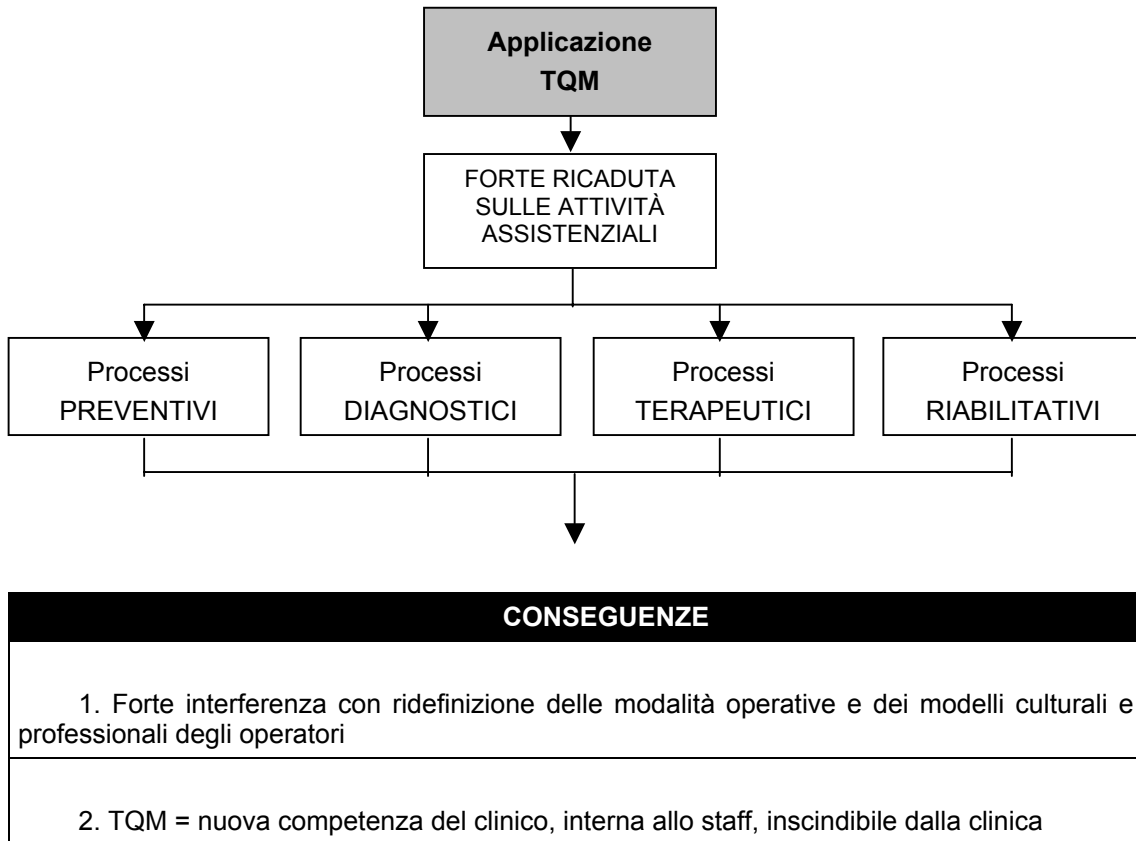 Applicazione
TQM
FORTE RICADUTA
SULLE ATTIVITÀ
ASSISTENZIALI
Processi
PREVENTIVI
Processi
DIAGNOSTICI
Processi
TERAPEUTICI
Processi
RIABILITATIVI
CONSEGUENZE
1. Forte interferenza con ridefinizione delle modalità operative e dei modelli culturali e
professionali degli operatori
2. TQM = nuova competenza del clinico, interna allo staff, inscindibile dalla clinica